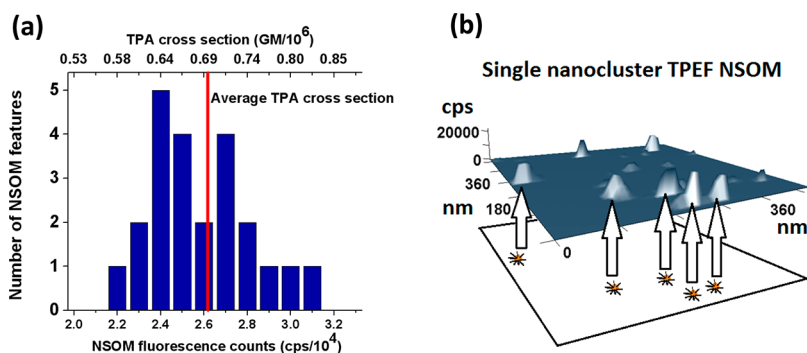 (a)
TPA cross section (GM/10^6)
0.53 0.58 0.64 0.69 0.74 0.80 0.85
Average TPA cross section
Number of NSOM features
5
4
3
2
1
0
2.0 2.2 2.4 2.6 2.8 3.0 3.2
NSOM fluorescence counts (cps/10^4)
(b)
Single nanocluster TPEF NSOM
cps
20000
0
360
nm
180
0
360
nm